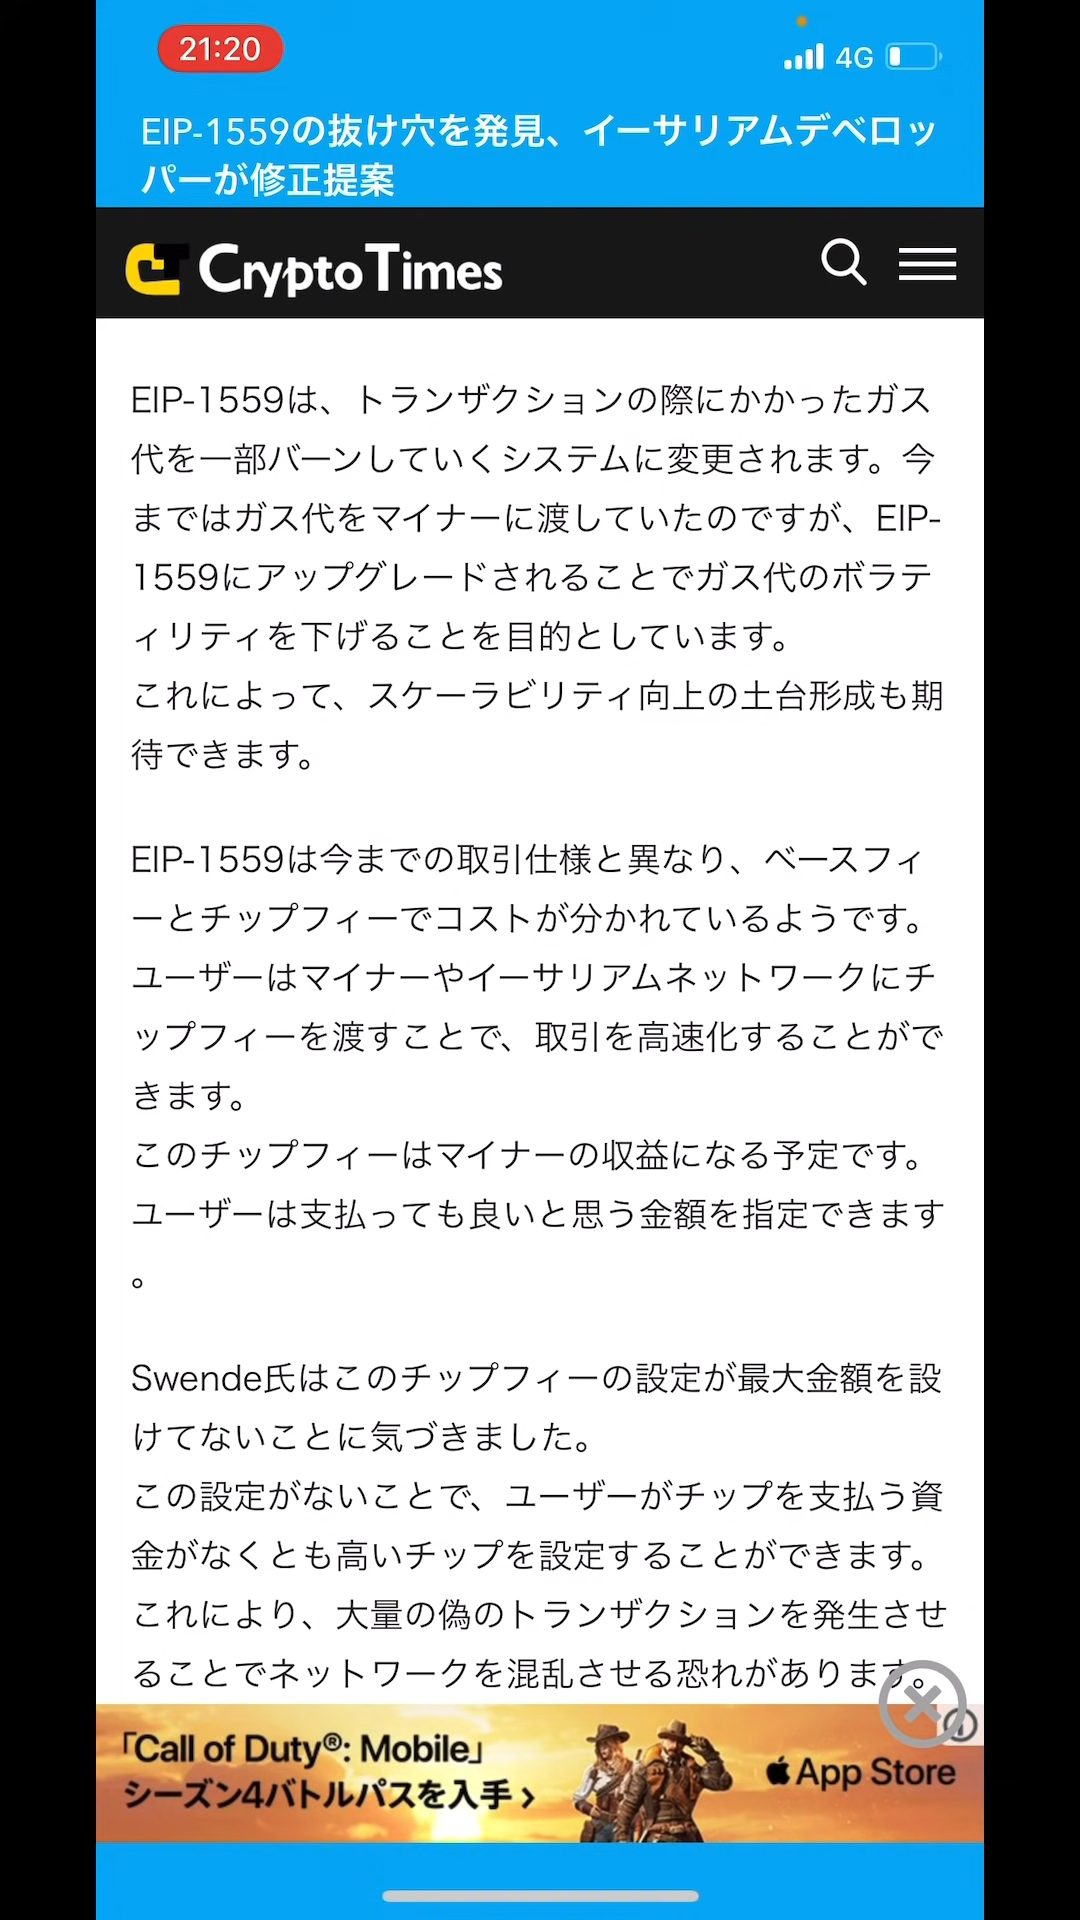 21:20
4G
EIP-1559の抜け穴を発見、イーサリアムデベロッ
パーが修正提案
CryptoTimes
EIP-1559は、トランザクションの際にかかったガス
代を一部バーンしていくシステムに変更されます。今
まではガス代をマイナーに渡していたのですが、EIP-
1559にアップグレードされることでガス代のボラテ
ィリティを下げることを目的としています。
これによって、スケーラビリティ向上の土台形成も期
待できます。
EIP-1559は今までの取引仕様と異なり、ベースフィ
ーとチップフィーでコストが分かれているようです。
ユーザーはマイナーやイーサリアムネットワークにチ
ップフィーを渡すことで、取引を高速化することがで
きます。
このチップフィーはマイナーの収益になる予定です。
ユーザーは支払っても良いと思う金額を指定できます
。
Swende氏はこのチップフィーの設定が最大金額を設
けてないことに気づきました。
この設定がないことで、ユーザーがチップを支払う資
金がなくとも高いチップを設定することができます。
これにより、大量の偽のトランザクションを発生させ
ることでネットワークを混乱させる恐れがあります。
「Call of Duty®: Mobile」
シーズン4バトルパスを入手 ›
App Store